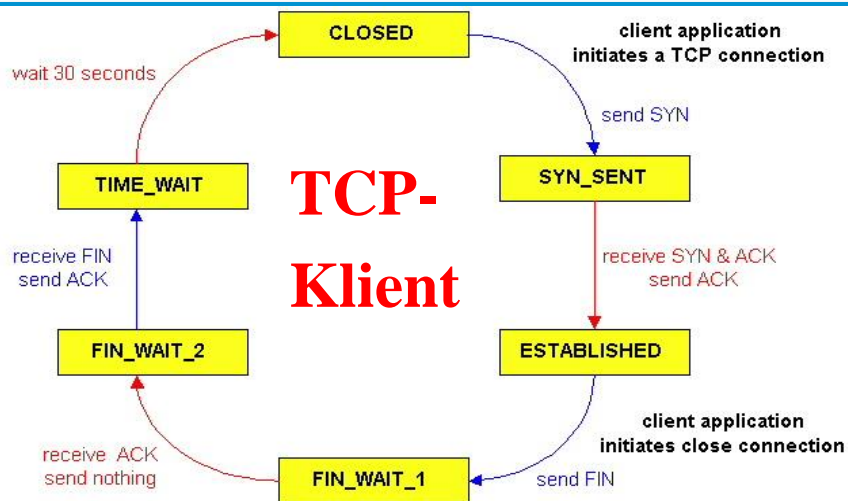 CLOSED
client application
initiates a TCP connection
wait 30 seconds
send SYN
TIME_WAIT
SYN_SENT
TCP-
Klient
receive FIN
send ACK
receive SYN & ACK
send ACK
FIN_WAIT_2
ESTABLISHED
client application
initiates close connection
receive ACK
send nothing
FIN_WAIT_1
send FIN